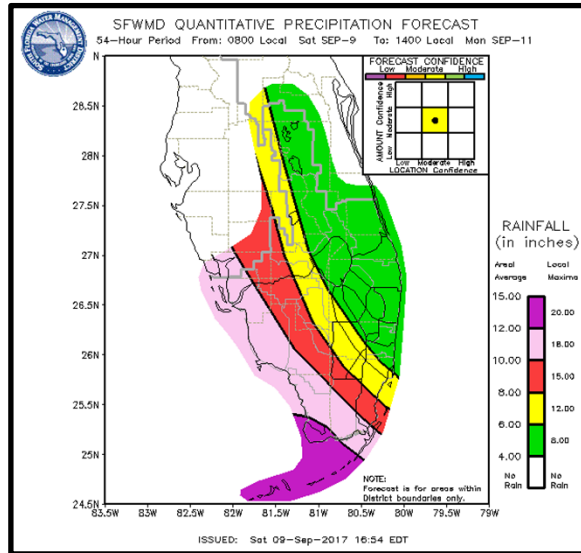 SFWMD QUANTITATIVE PRECIPITATION FORECAST
54-Hour Period From: 0800 Local Sat SEP-9 To: 1400 Local Mon SEP-11
FORECAST CONFIDENCE
Low Moderate High
AMOUNT Confidence
Low Moderate High
Low Moderate High
LOCATION Confidence
N
28.5N
28N
27.5N
27N
26.5N
26N
25.5N
25N
24.5N
83.5W 83W 82.5W 82W 81.5W 81W 80.5W 80W 79.5W 79W
RAINFALL
(in inches)
Areal Average
Local Maxima
15.00
20.00
12.00
18.00
10.00
15.00
8.00
12.00
6.00
8.00
4.00
No Rain
No Rain
NOTE:
Forecast is for areas within
District boundaries only.
ISSUED: Sat 09-Sep-2017 16:54 EDT